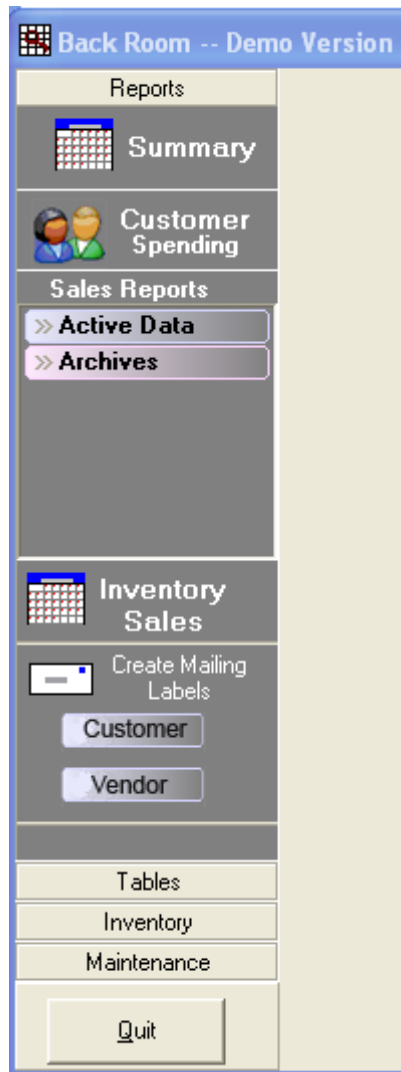 Back Room -- Demo Version
Reports
Summary
Customer
Spending
Sales Reports
» Active Data
» Archives
Inventory
Sales
Create Mailing
Labels
Customer
Vendor
Tables
Inventory
Maintenance
Quit